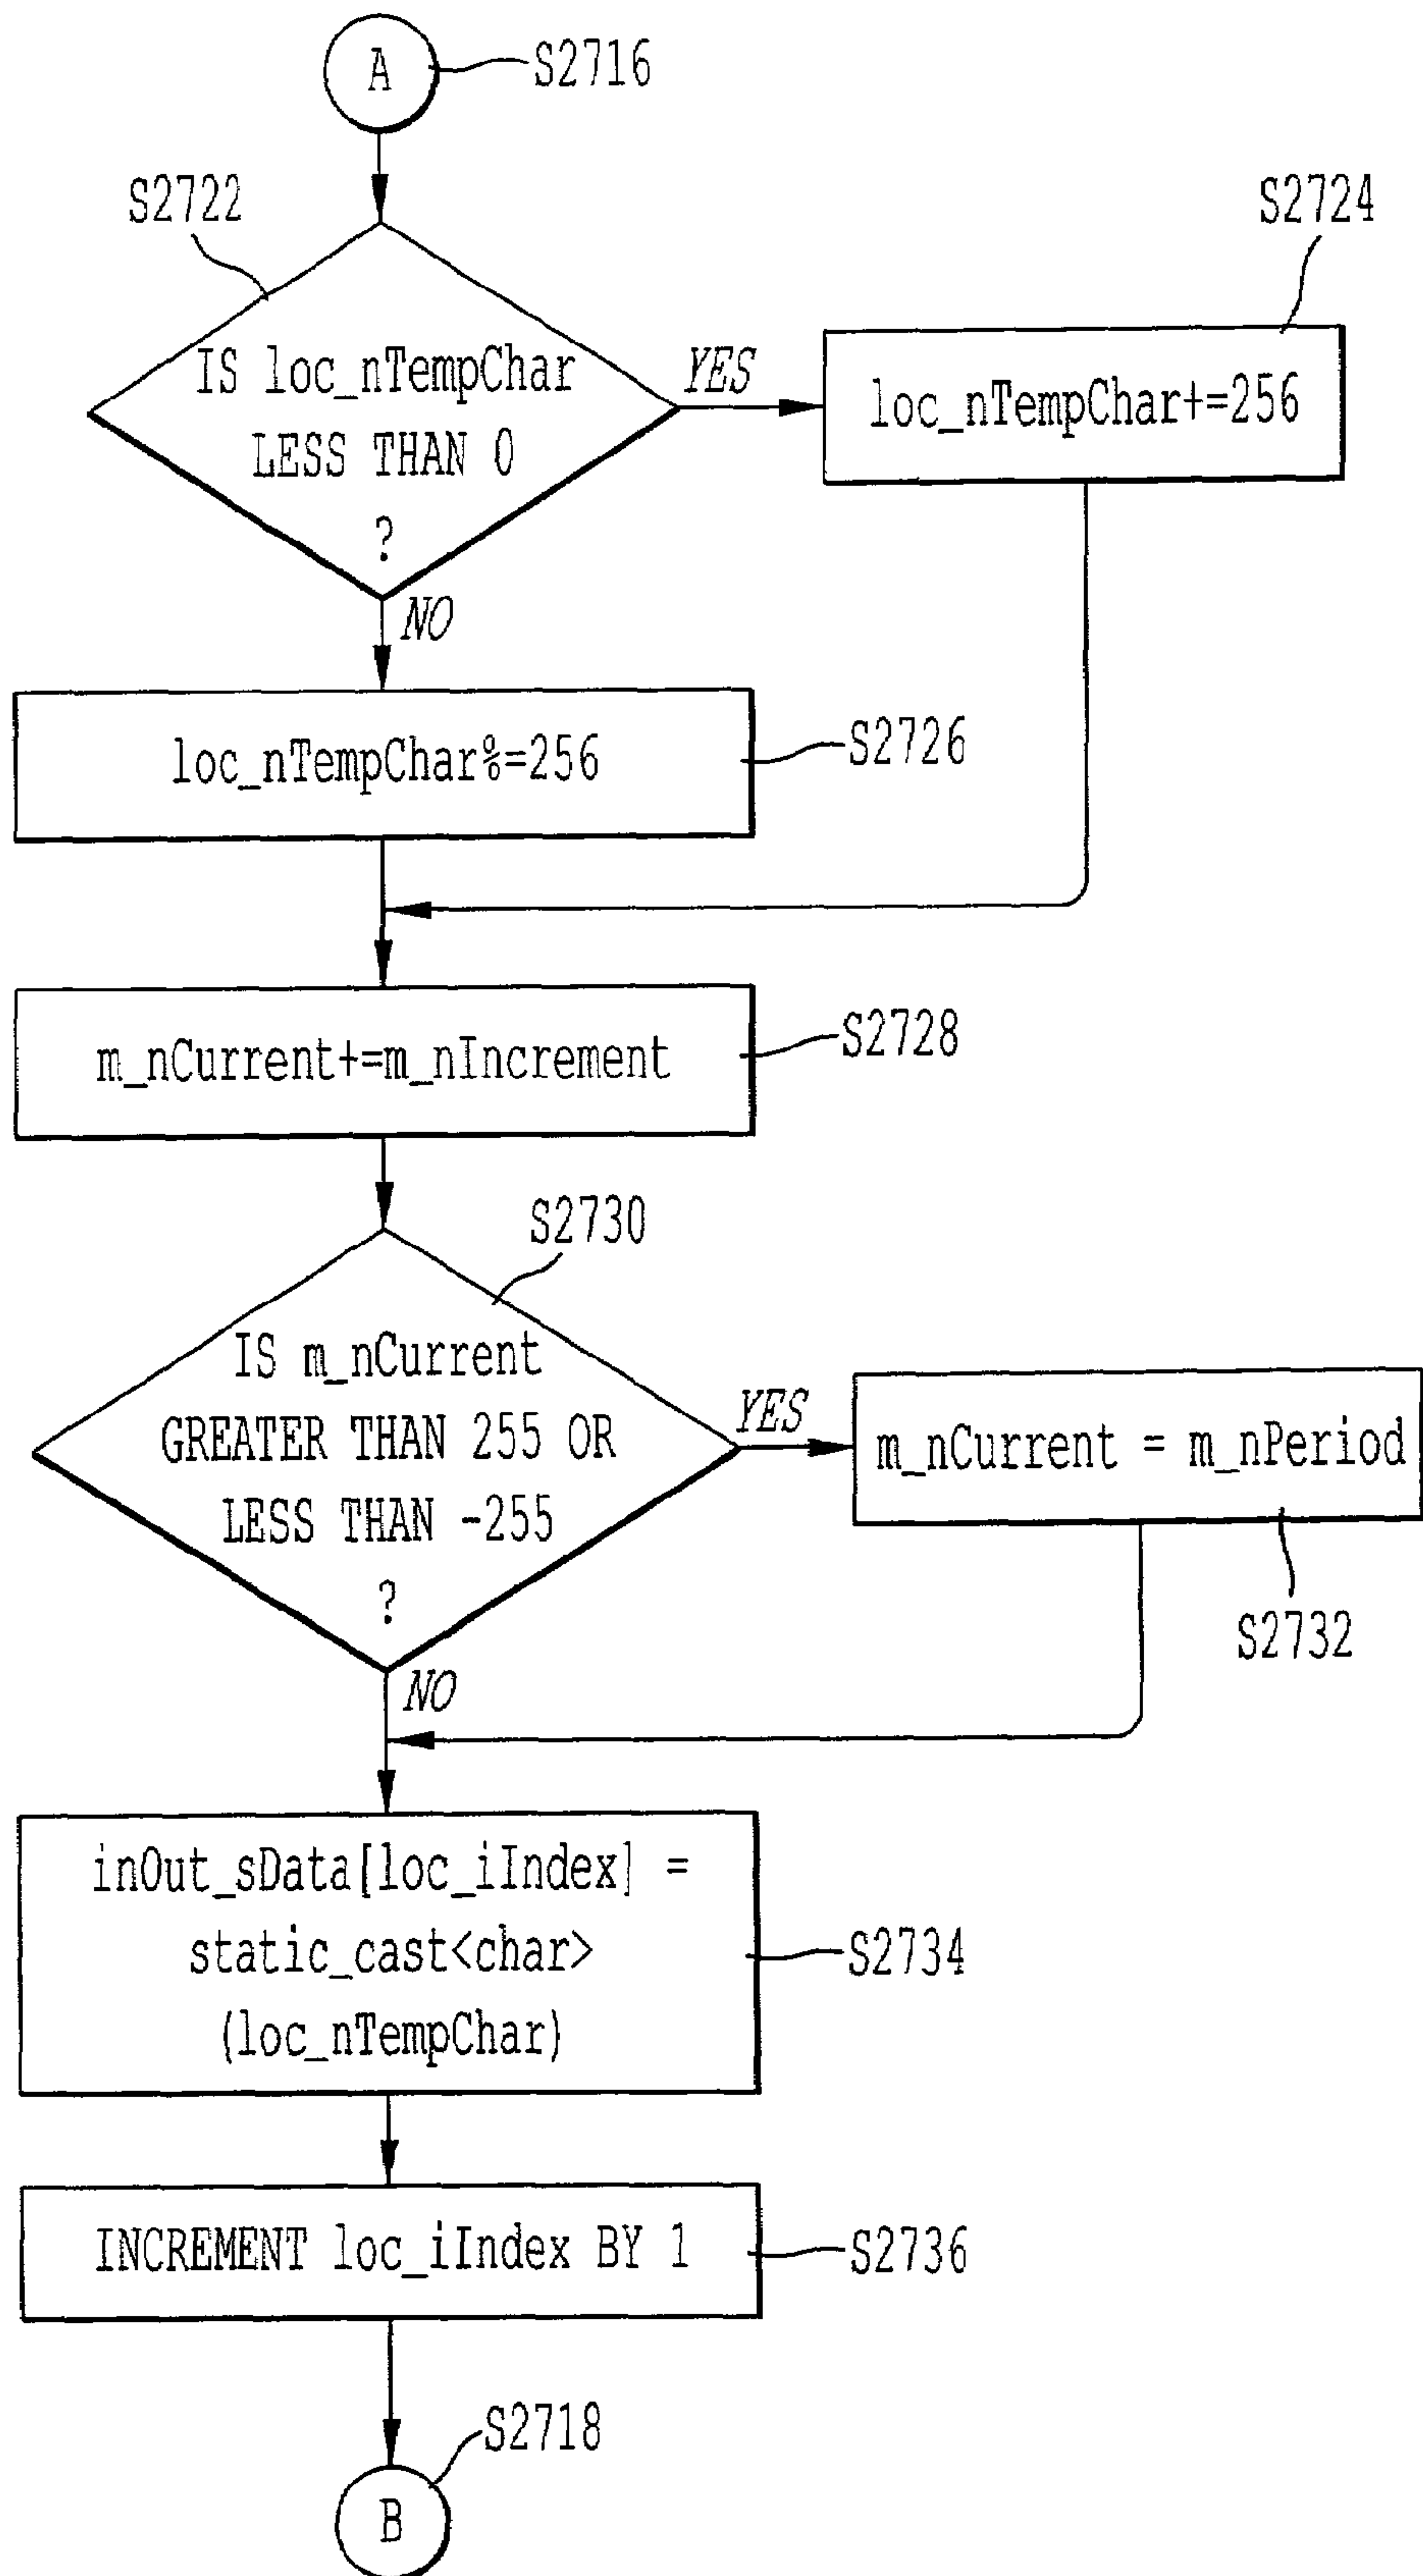 A
S2716
S2722
S2724
IS loc_nTempChar
LESS THAN 0
?
YES
loc_nTempChar+=256
NO
loc_nTempChar%=256
S2726
m_nCurrent+=m_nIncrement
S2728
S2730
IS m_nCurrent
GREATER THAN 255 OR
LESS THAN -255
?
YES
m_nCurrent = m_nPeriod
S2732
NO
inOut_sData[loc_iIndex] =
static_cast<char>
(loc_nTempChar)
S2734
INCREMENT loc_iIndex BY 1
S2736
S2718
B